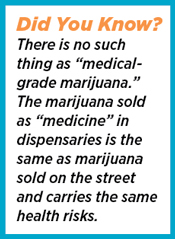 Did You Know?
There is no such
thing as “medical-
grade marijuana.”
The marijuana sold
as “medicine” in
dispensaries is the
same as marijuana
sold on the street
and carries the same
health risks.